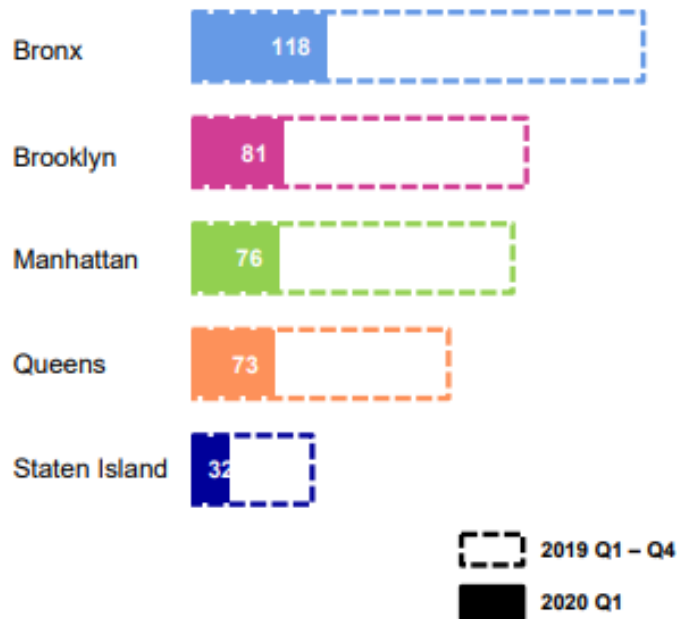 Bronx 118
Brooklyn 81
Manhattan 76
Queens 73
Staten Island 32
2019 Q1 – Q4
2020 Q1